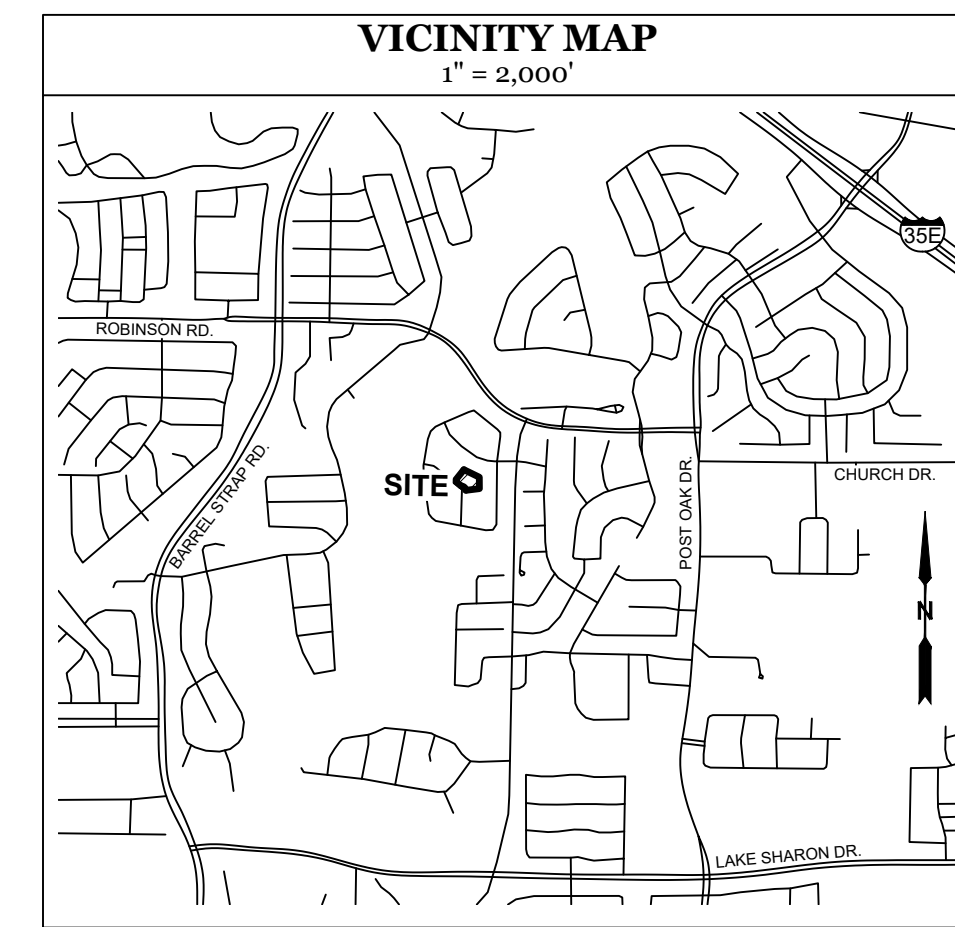 VICINITY MAP
1" = 2,000'
35E
ROBINSON RD.
BARREL STRAP RD.
SITE
POST OAK DR.
CHURCH DR.
N
LAKE SHARON DR.